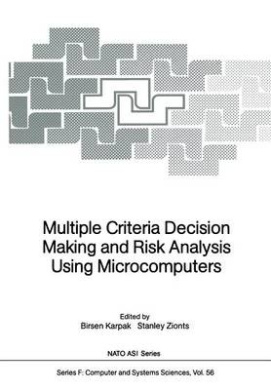 Multiple Criteria Decision
Making and Risk Analysis
Using Microcomputers
Edited by
Birsen Karpak Stanley Zionts
NATO ASI Series
Series F: Computer and Systems Sciences, Vol. 56